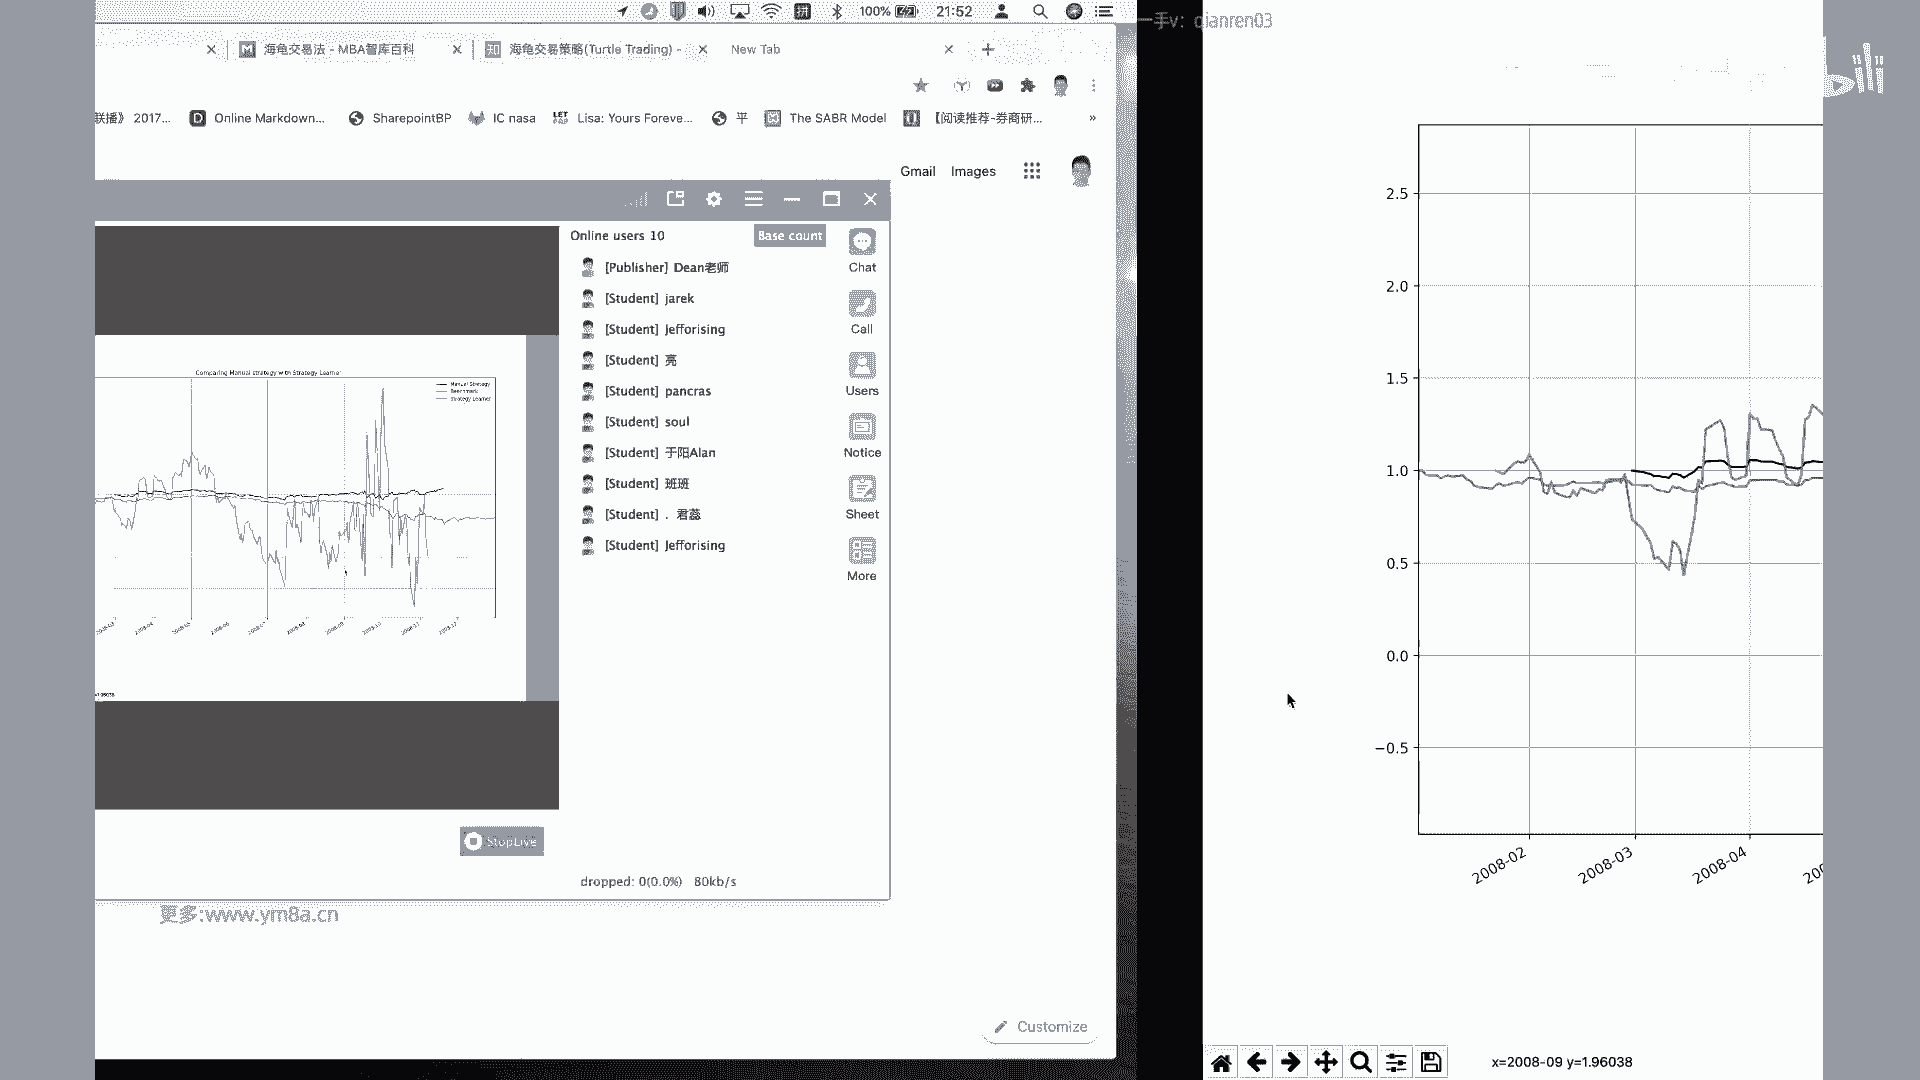 100%
21:52
一手v: qianren03
bili
海龟交易法 - MBA智库百科
海龟交易策略(Turtle Trading) -
New Tab
联播》 2017...
Online Markdown...
SharepointBP
IC nasa
LET
Lisa: Yours Foreve...
平
The SABR Model
【阅读推荐-券商研...
»
Gmail
Images
Online users 10
Base count
[Publisher] Dean老师
[Student] jarek
[Student] Jefforising
[Student] 亮
[Student] pancras
[Student] soul
[Student] 于阳Alan
[Student] 班班
[Student] . 君蕊
[Student] Jefforising
Chat
Call
Users
Notice
Sheet
More
Comparing Manual strategy with Strategy Learner
Manual Strategy
Benchmark
Strategy Learner
StopLive
dropped: 0(0.0%) 80kb/s
更多:www.ym8a.cn
Customize
2.5
2.0
1.5
1.0
0.5
0.0
−0.5
2008-02
2008-03
2008-04
x=2008-09 y=1.96038